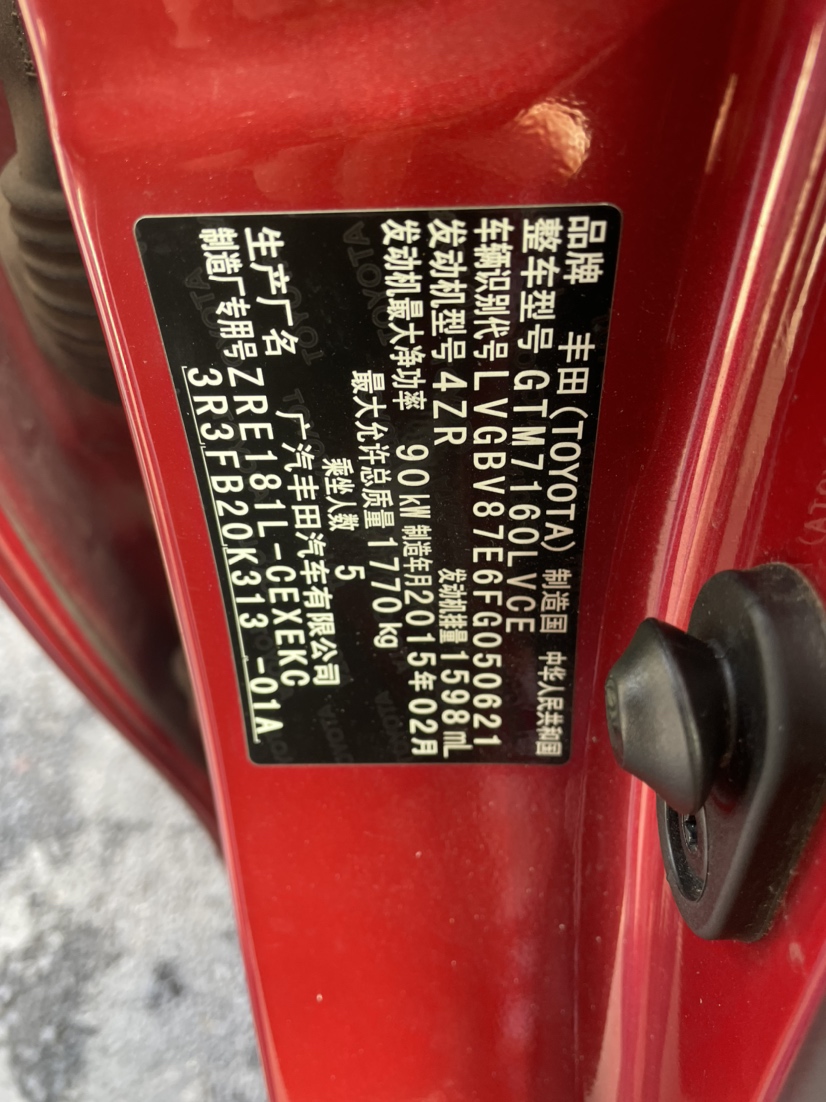 品牌 丰田(TOYOTA) 制造国 中华人民共和国
整车型号 GTM7160LVCE
车辆识别代号 LVGBV87E6FG050621
发动机型号 4ZR 发动机排量 1598mL
发动机最大净功率 90kW 制造年月 2015年02月
最大允许总质量 1770kg
乘坐人数 5
生产厂名 广汽丰田汽车有限公司
制造厂专用号 ZRE181L-CEXEKC
3R3FB20K313-01A